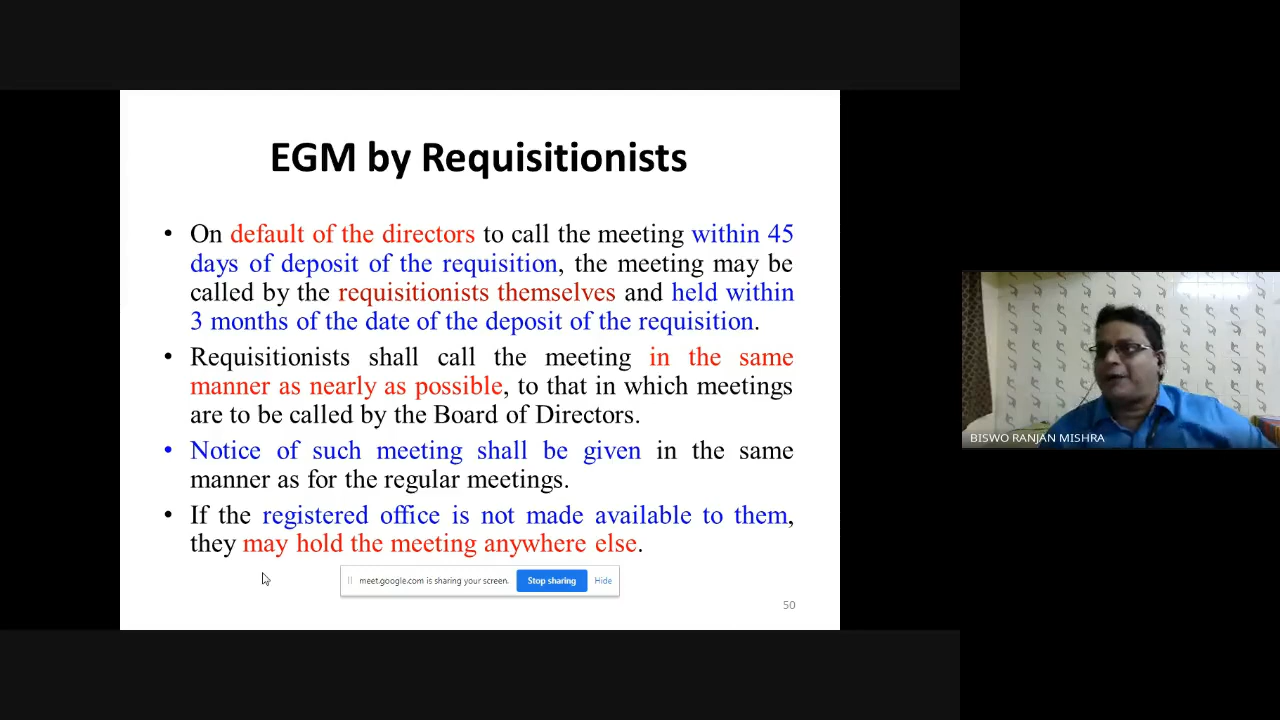 EGM by Requisitionists
• On default of the directors to call the meeting within 45
days of deposit of the requisition, the meeting may be
called by the requisitionists themselves and held within
3 months of the date of the deposit of the requisition.
• Requisitionists shall call the meeting in the same
manner as nearly as possible, to that in which meetings
are to be called by the Board of Directors.
• Notice of such meeting shall be given in the same
manner as for the regular meetings.
• If the registered office is not made available to them,
they may hold the meeting anywhere else.
meet.google.com is sharing your screen. Stop sharing Hide
50
BISWO RANJAN MISHRA